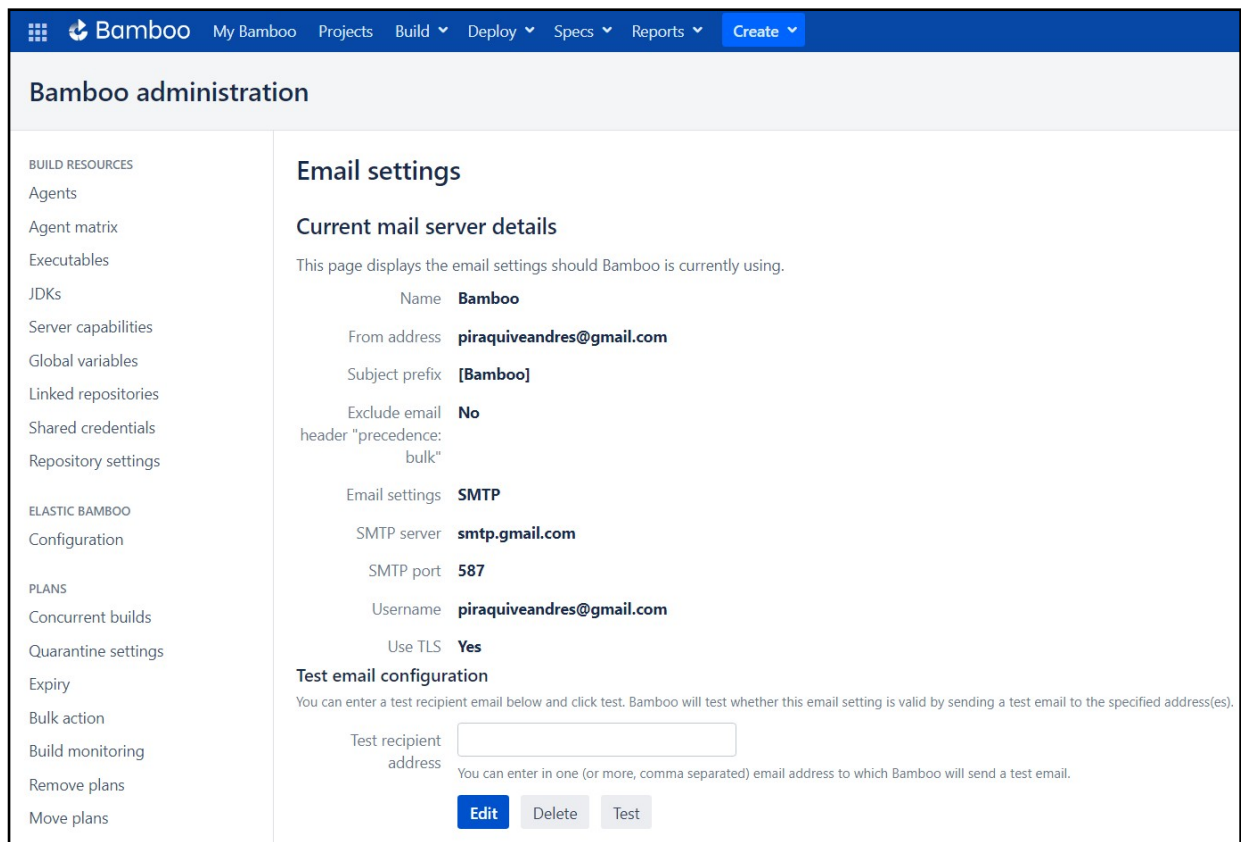 Bamboo My Bamboo Projects Build Deploy Specs Reports Create
Bamboo administration
BUILD RESOURCES
Agents
Agent matrix
Executables
JDKs
Server capabilities
Global variables
Linked repositories
Shared credentials
Repository settings
ELASTIC BAMBOO
Configuration
PLANS
Concurrent builds
Quarantine settings
Expiry
Bulk action
Build monitoring
Remove plans
Move plans
Email settings
Current mail server details
This page displays the email settings should Bamboo is currently using.
Name Bamboo
From address piraquiveandres@gmail.com
Subject prefix [Bamboo]
Exclude email No
header "precedence:
bulk"
Email settings SMTP
SMTP server smtp.gmail.com
SMTP port 587
Username piraquiveandres@gmail.com
Use TLS Yes
Test email configuration
You can enter a test recipient email below and click test. Bamboo will test whether this email setting is valid by sending a test email to the specified address(es).
Test recipient
address
You can enter in one (or more, comma separated) email address to which Bamboo will send a test email.
Edit Delete Test